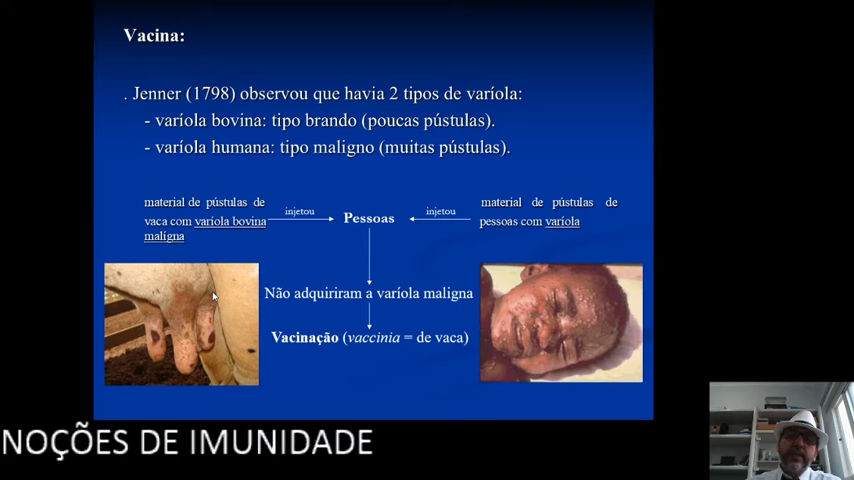 Vacina:
. Jenner (1798) observou que havia 2 tipos de varíola:
- varíola bovina: tipo brando (poucas pústulas).
- varíola humana: tipo maligno (muitas pústulas).
material de pústulas de
vaca com varíola bovina
malígna
injetou
Pessoas
injetou
material de pústulas de
pessoas com varíola
Não adquiriram a varíola maligna
Vacinação (vaccinia = de vaca)
NOÇÕES DE IMUNIDADE